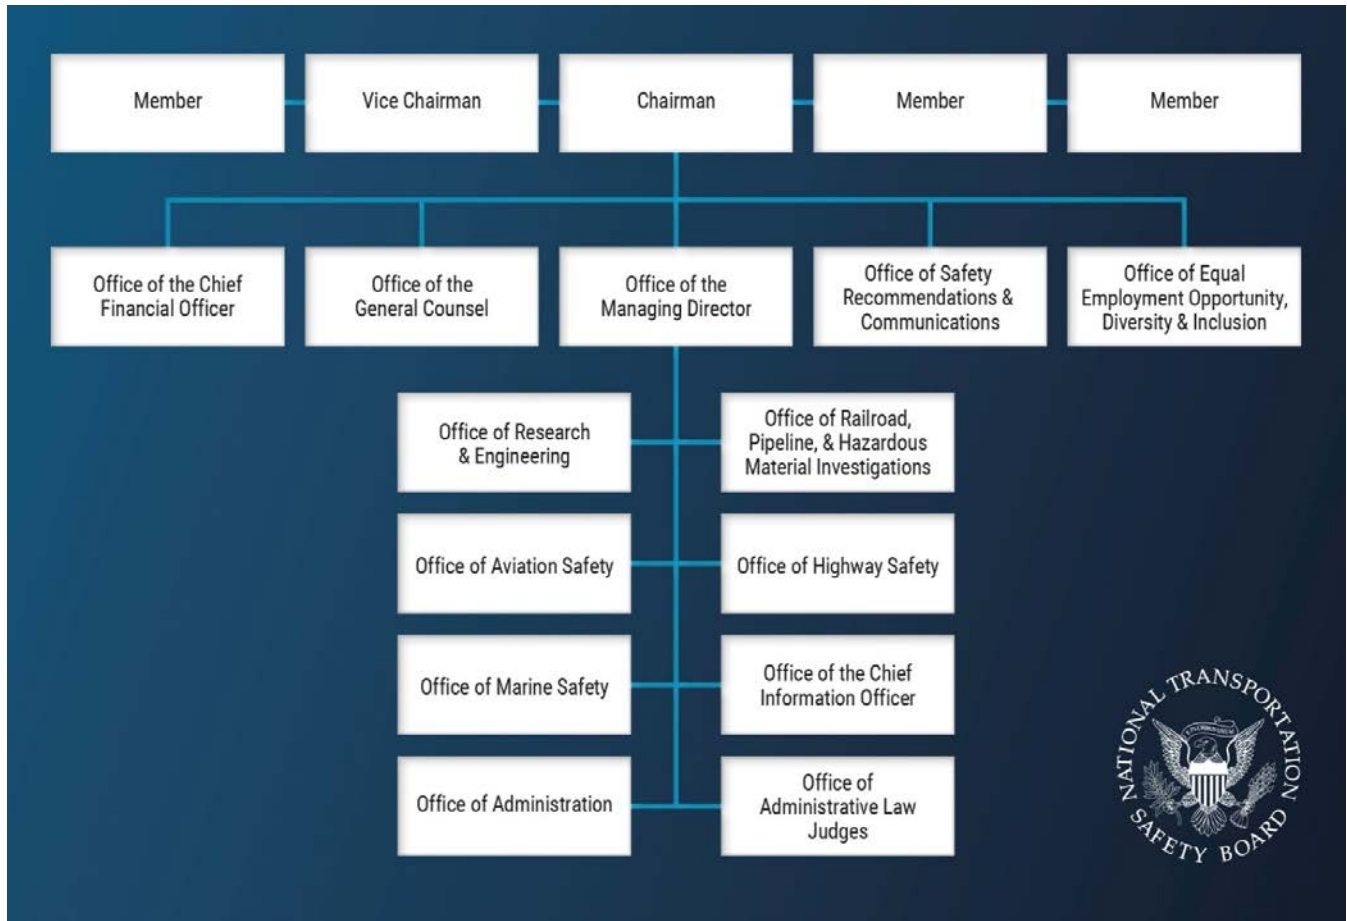 Member
Vice Chairman
Chairman
Member
Member
Office of the Chief
Financial Officer
Office of the
General Counsel
Office of the
Managing Director
Office of Safety
Recommendations &
Communications
Office of Equal
Employment Opportunity,
Diversity & Inclusion
Office of Research
& Engineering
Office of Railroad,
Pipeline, & Hazardous
Material Investigations
Office of Aviation Safety
Office of Highway Safety
Office of Marine Safety
Office of the Chief
Information Officer
Office of Administration
Office of
Administrative Law
Judges
NATIONAL TRANSPORTATION
SAFETY BOARD